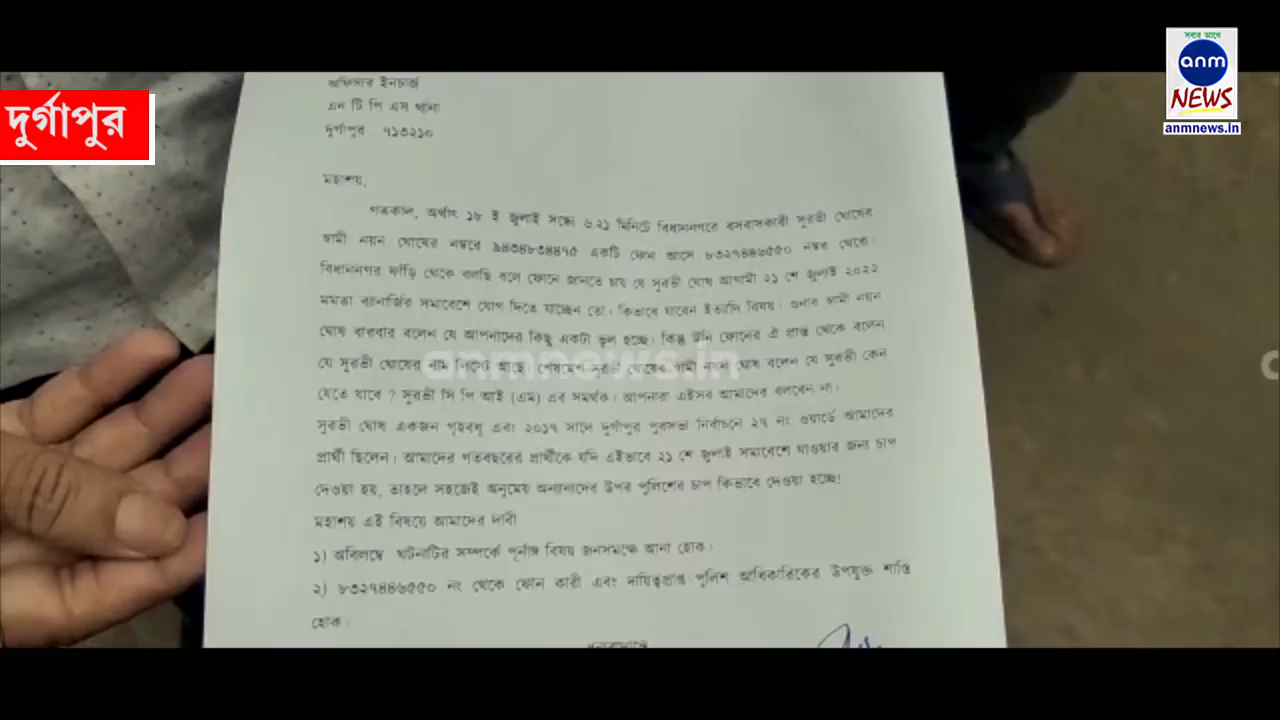 সবার আগে
anm
NEWS
anmnews.in
দুর্গাপুর
অফিসার ইনচার্জ
এন টি পি এস থানা
দুর্গাপুর - ৭১৩২১০
মহাশয়,
গতকাল, অর্থাৎ ১৮ ই জুলাই সন্ধে ৬.২১ মিনিটে বিধাননগরে বসবাসকারী সুরভী ঘোষের
স্বামী নয়ন ঘোষের নম্বরে ৯৪৩৪৮৩৪৪৭৫ একটি ফোন আসে ৮৩২৭৪৪৬৫৫০ নম্বর থেকে।
বিধাননগর ফাঁড়ি থেকে বলছি বলে ফোনে জানতে চায় যে সুরভী ঘোষ আগামী ২১ শে জুলাই ২০২২
মমতা ব্যানার্জির সমাবেশে যোগ দিতে যাচ্ছেন তো। কিভাবে যাবেন ইত্যাদি বিষয়। ওনার স্বামী নয়ন
ঘোষ বারবার বলেন যে আপনাদের কিছু একটা ভুল হচ্ছে। কিন্তু উনি ফোনের ঐ প্রান্ত থেকে বলেন
যে সুরভী ঘোষের নাম লিস্টে আছে। শেষমেশ সুরভী ঘোষের স্বামী নয়ন ঘোষ বলেন যে সুরভী কেন
যেতে যাবে ? সুরভী সি পি আই (এম) এর সমর্থক। আপনারা এইসব আমাদের বলবেন না।
সুরভী ঘোষ একজন গৃহবধূ এবং ২০১৭ সালে দুর্গাপুর পুরসভা নির্বাচনে ২৭ নং ওয়ার্ডে আমাদের
প্রার্থী ছিলেন। আমাদের গতবছরের প্রার্থীকে যদি এইভাবে ২১ শে জুলাই সমাবেশে যাওয়ার জন্য চাপ
দেওয়া হয়, তাহলে সহজেই অনুমেয় অন্যান্যদের উপর পুলিশের চাপ কিভাবে দেওয়া হচ্ছে!
মহাশয় এই বিষয়ে আমাদের দাবী
১) অবিলম্বে ঘটনাটির সম্পর্কে পূর্নাঙ্গ বিষয় জনসমক্ষে আনা হোক।
২) ৮৩২৭৪৪৬৫৫০ নং থেকে ফোন কারী এবং দায়িত্বপ্রাপ্ত পুলিশ আধিকারিকের উপযুক্ত শাস্তি
হোক।
anmnews.in